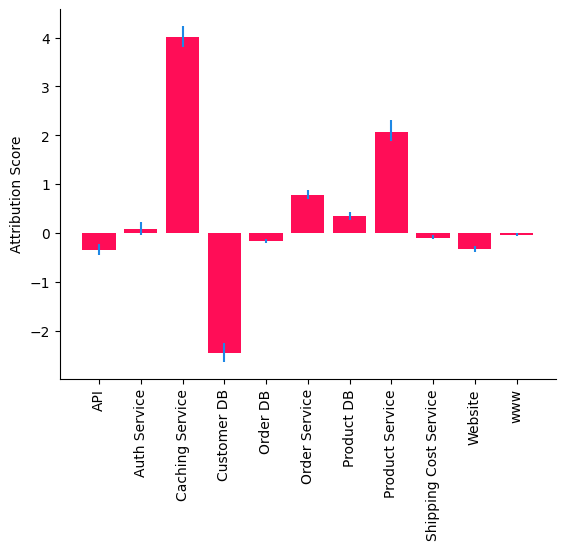 Attribution Score
4
3
2
1
0
−1
−2
API
Auth Service
Caching Service
Customer DB
Order DB
Order Service
Product DB
Product Service
Shipping Cost Service
Website
www